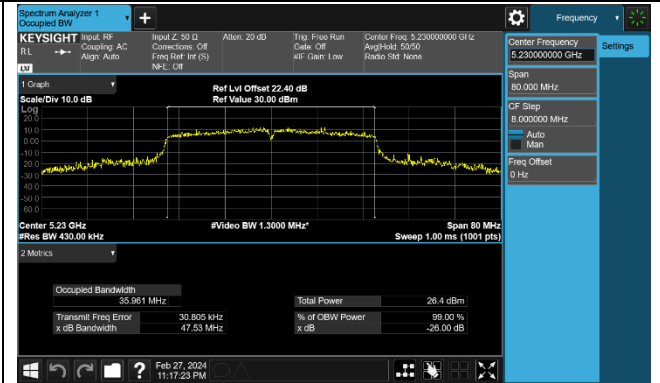 Spectrum Analyzer 1
Occupied BW
Frequency
KEYSIGHT
RL
LXI
Input: RF
Coupling: AC
Align: Auto
Input Z: 50 Ω
Corrections: Off
Freq Ref: Int (S)
NFE: Off
Atten: 20 dB
Trig: Free Run
Gate: Off
#IF Gain: Low
Center Freq: 5.230000000 GHz
Avg|Hold: 50/50
Radio Std: None
Center Frequency
5.230000000 GHz
Settings
Span
80.000 MHz
CF Step
8.000000 MHz
Auto
Man
Freq Offset
0 Hz
1 Graph
Scale/Div 10.0 dB
Ref Lvl Offset 22.40 dB
Ref Value 30.00 dBm
Log
20.0
10.0
0.00
-10.0
-20.0
-30.0
-40.0
-50.0
-60.0
Center 5.23 GHz
#Res BW 430.00 kHz
#Video BW 1.3000 MHz*
Span 80 MHz
Sweep 1.00 ms (1001 pts)
2 Metrics
Occupied Bandwidth
35.961 MHz
Total Power 26.4 dBm
Transmit Freq Error 30.805 kHz
% of OBW Power 99.00 %
x dB Bandwidth 47.53 MHz
x dB -26.00 dB
?
Feb 27, 2024
11:17:23 PM